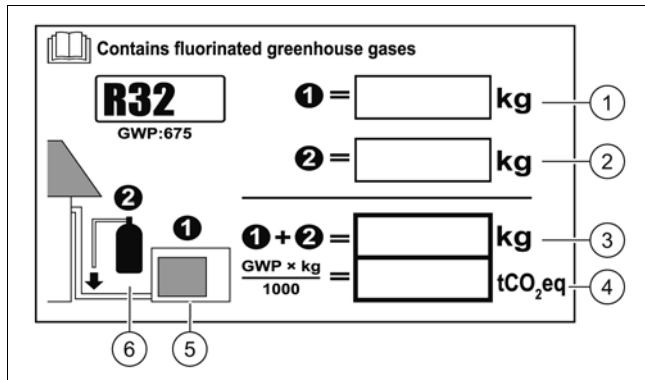 Contains fluorinated greenhouse gases
R32
GWP:675
❶ = kg
1
❷ = kg
2
❷
❶
❶+❷ = kg
3
GWP × kg
1000
= tCO₂eq
4
6
5